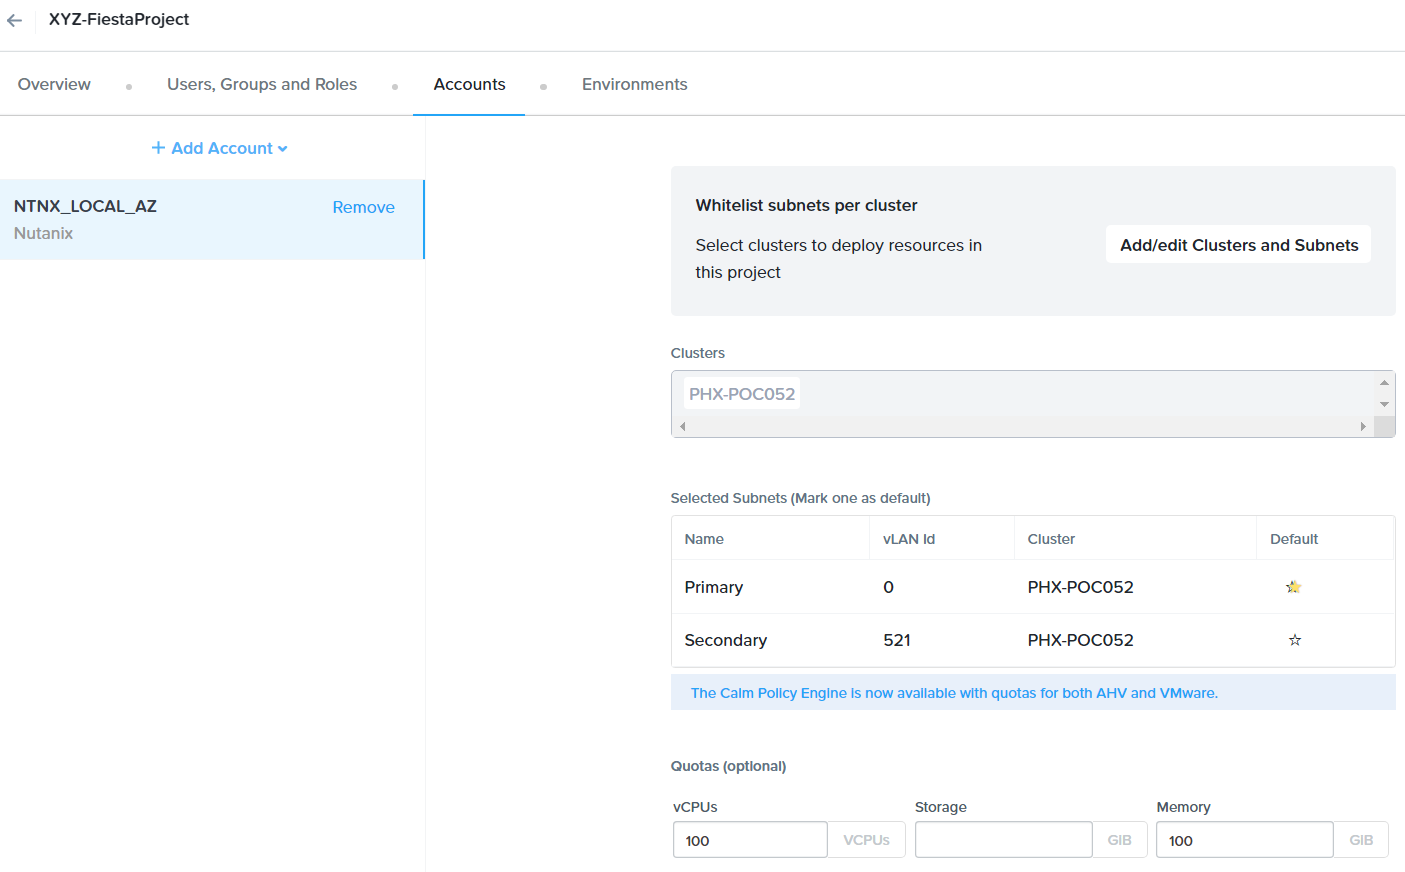 XYZ-FiestaProject
Overview
Users, Groups and Roles
Accounts
Environments
+ Add Account
NTNX_LOCAL_AZ
Remove
Nutanix
Whitelist subnets per cluster
Select clusters to deploy resources in
this project
Add/edit Clusters and Subnets
Clusters
PHX-POC052
Selected Subnets (Mark one as default)
Name vLAN Id Cluster Default
Primary 0 PHX-POC052
Secondary 521 PHX-POC052
The Calm Policy Engine is now available with quotas for both AHV and VMware.
Quotas (optional)
vCPUs Storage Memory
100 VCPUs GIB 100 GIB